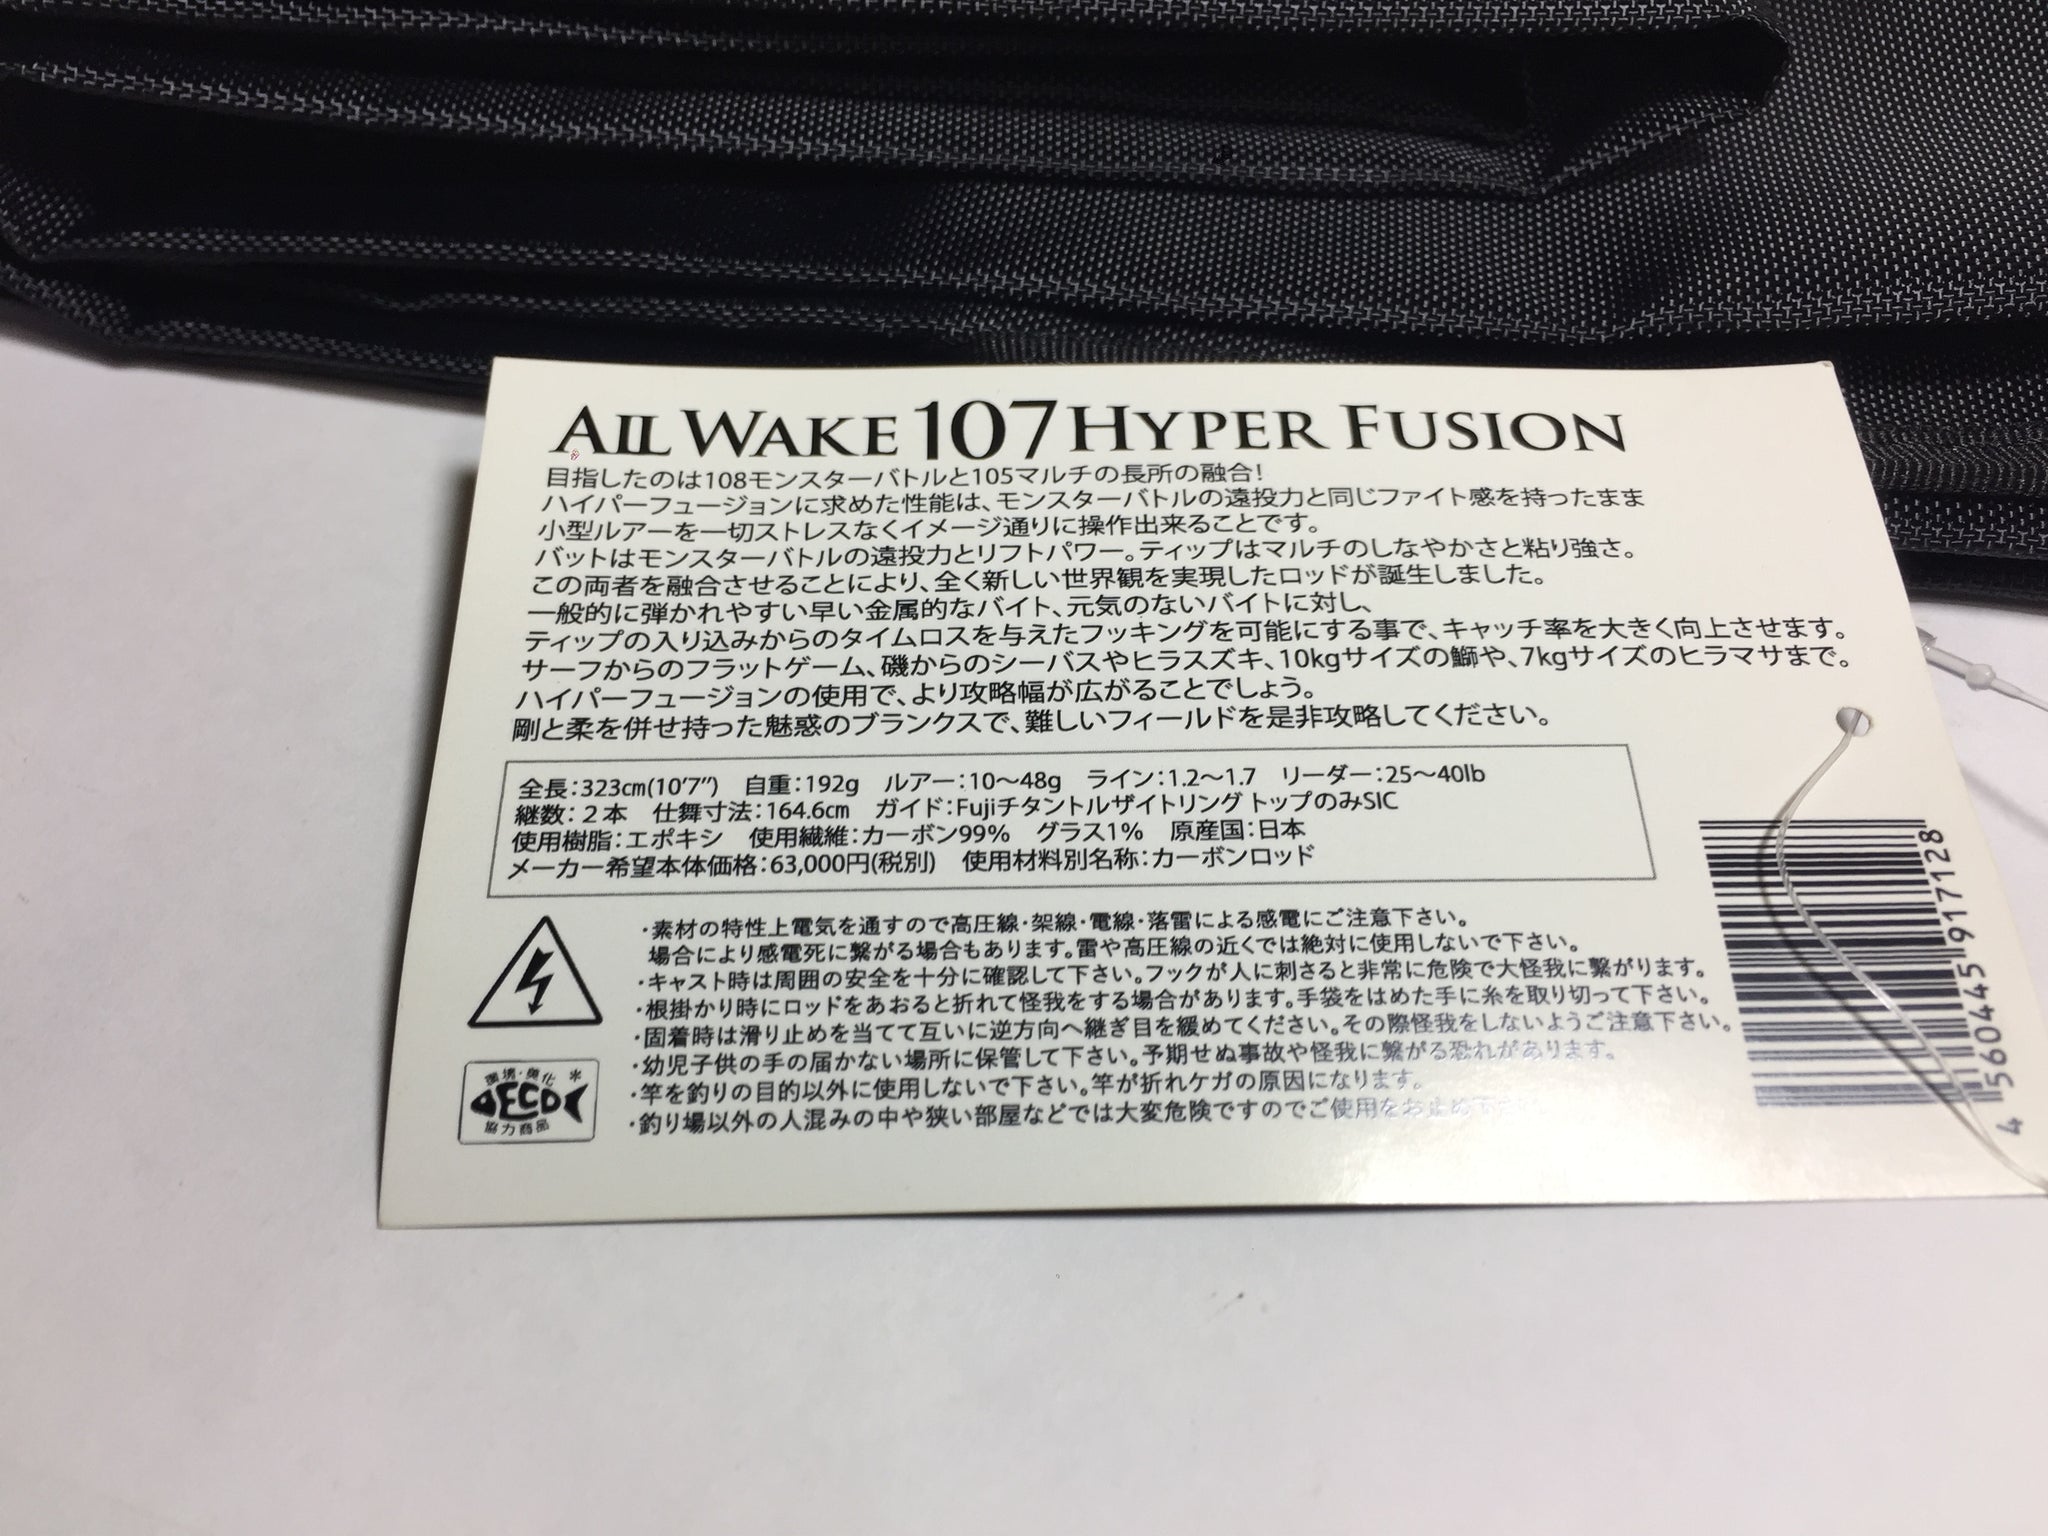 ALL WAKE 107 HYPER FUSION
目指したのは108モンスターバトルと105マルチの長所の融合!
ハイパーフュージョンに求めた性能は、モンスターバトルの遠投力と同じファイト感を持ったまま
小型ルアーを一切ストレスなくイメージ通りに操作出来ることです。
バットはモンスターバトルの遠投力とリフトパワー。ティップはマルチのしなやかさと粘り強さ。
この両者を融合させることにより、全く新しい世界観を実現したロッドが誕生しました。
一般的に弾かれやすい早い金属的なバイト、元気のないバイトに対し、
ティップの入り込みからのタイムロスを与えたフッキングを可能にする事で、キャッチ率を大きく向上させます。
サーフからのフラットゲーム、磯からのシーバスやヒラスズキ、10kgサイズの鰤や、7kgサイズのヒラマサまで。
ハイパーフュージョンの使用で、より攻略幅が広がることでしょう。
剛と柔を併せ持った魅惑のブランクスで、難しいフィールドを是非攻略してください。
全長:323cm(10'7") 自重:192g ルアー:10〜48g ライン:1.2〜1.7 リーダー:25〜40lb
継数:2本 仕舞寸法:164.6cm ガイド:Fujiチタントルザイトリング トップのみSIC
使用樹脂:エポキシ 使用繊維:カーボン99% グラス1% 原産国:日本
メーカー希望本体価格:63,000円(税別) 使用材料別名称:カーボンロッド
・素材の特性上電気を通すので高圧線・架線・電線・落雷による感電にご注意下さい。
場合により感電死に繋がる場合もあります。雷や高圧線の近くでは絶対に使用しないで下さい。
・キャスト時は周囲の安全を十分に確認して下さい。フックが人に刺さると非常に危険で大怪我に繋がります。
・根掛かり時にロッドをあおると折れて怪我をする場合があります。手袋をはめた手に糸を取り切って下さい。
・固着時は滑り止めを当てて互いに逆方向へ継ぎ目を緩めてください。その際怪我をしないようご注意下さい。
・幼児子供の手の届かない場所に保管して下さい。予期せぬ事故や怪我に繋がる恐れがあります。
・竿を釣りの目的以外に使用しないで下さい。竿が折れケガの原因になります。
・釣り場以外の人混みの中や狭い部屋などでは大変危険ですのでご使用をお止め下
環境・美化
ECO
協力商品
4 560445 917128